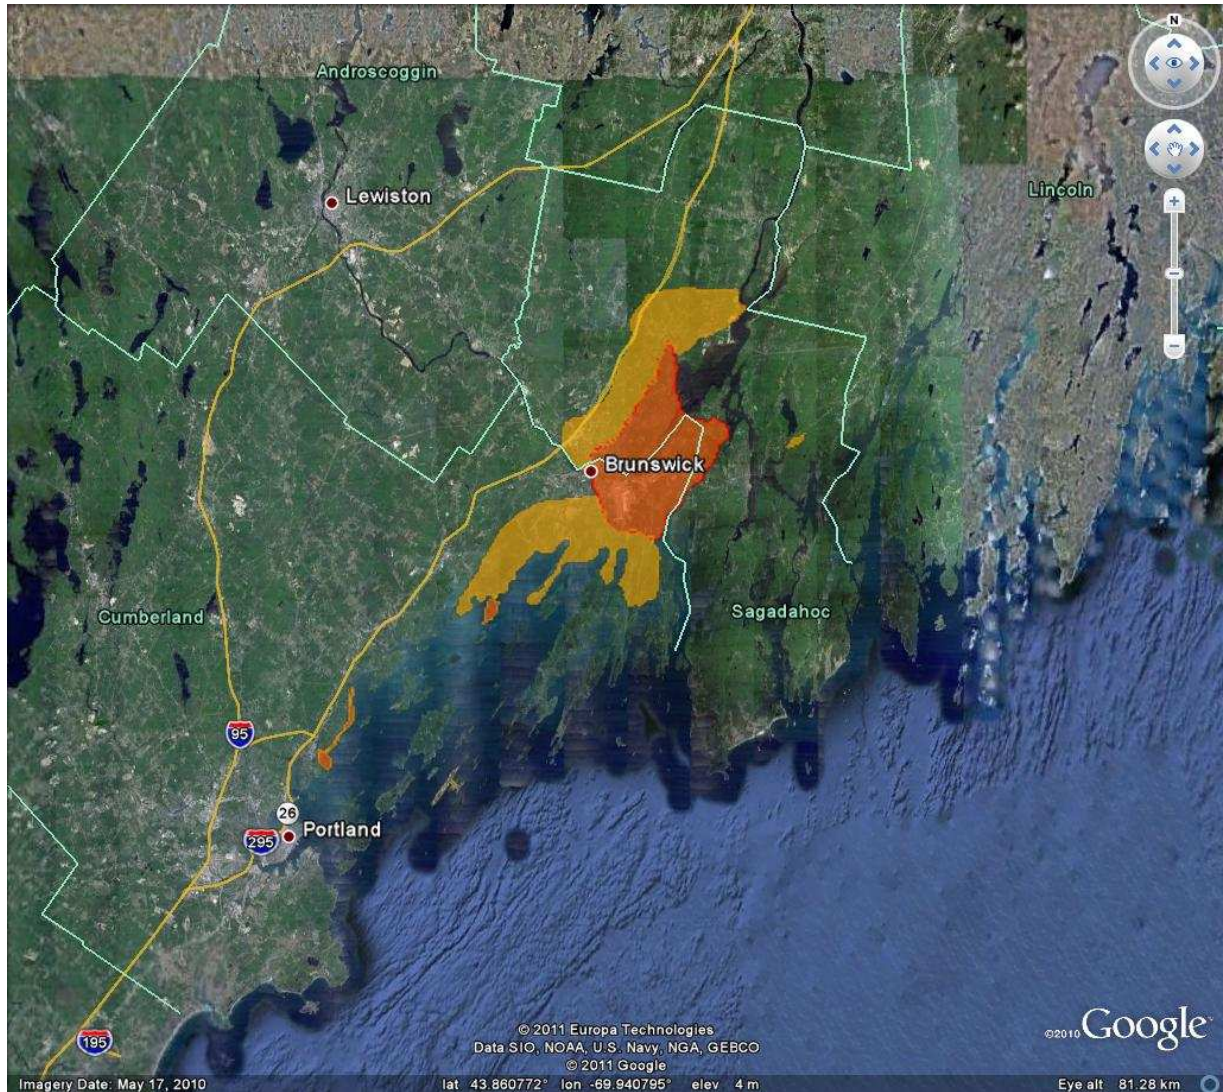 N
Androscoggin
Lincoln
Lewiston
Brunswick
Sagadahoc
Cumberland
95
26
Portland
295
195
© 2011 Europa Technologies
Data SIO, NOAA, U.S. Navy, NGA, GEBCO
© 2011 Google
©2010 Google
Imagery Date: May 17, 2010 lat 43.860772° lon -69.940795° elev 4 m Eye alt 81.28 km